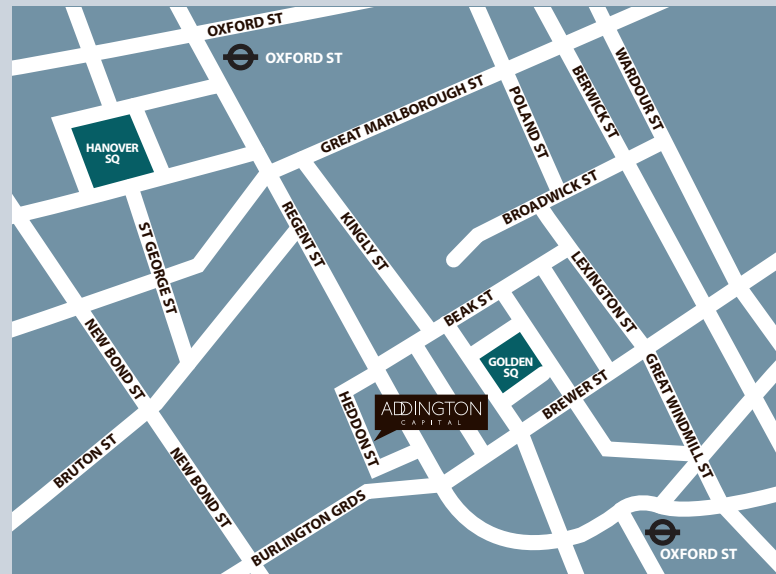 OXFORD ST
OXFORD ST
GREAT MARLBOROUGH ST
POLAND ST
BERWICK ST
WARDOUR ST
HANOVER
SQ
BROADWICK ST
REGENT ST
KINGLY ST
ST GEORGE ST
BEAK ST
LEXINGTON ST
NEW BOND ST
GOLDEN
SQ
HEDDON ST
ADDINGTON
CAPITAL
BREWER ST
GREAT WINDMILL ST
BRUTON ST
NEW BOND ST
BURLINGTON GRDS
OXFORD ST